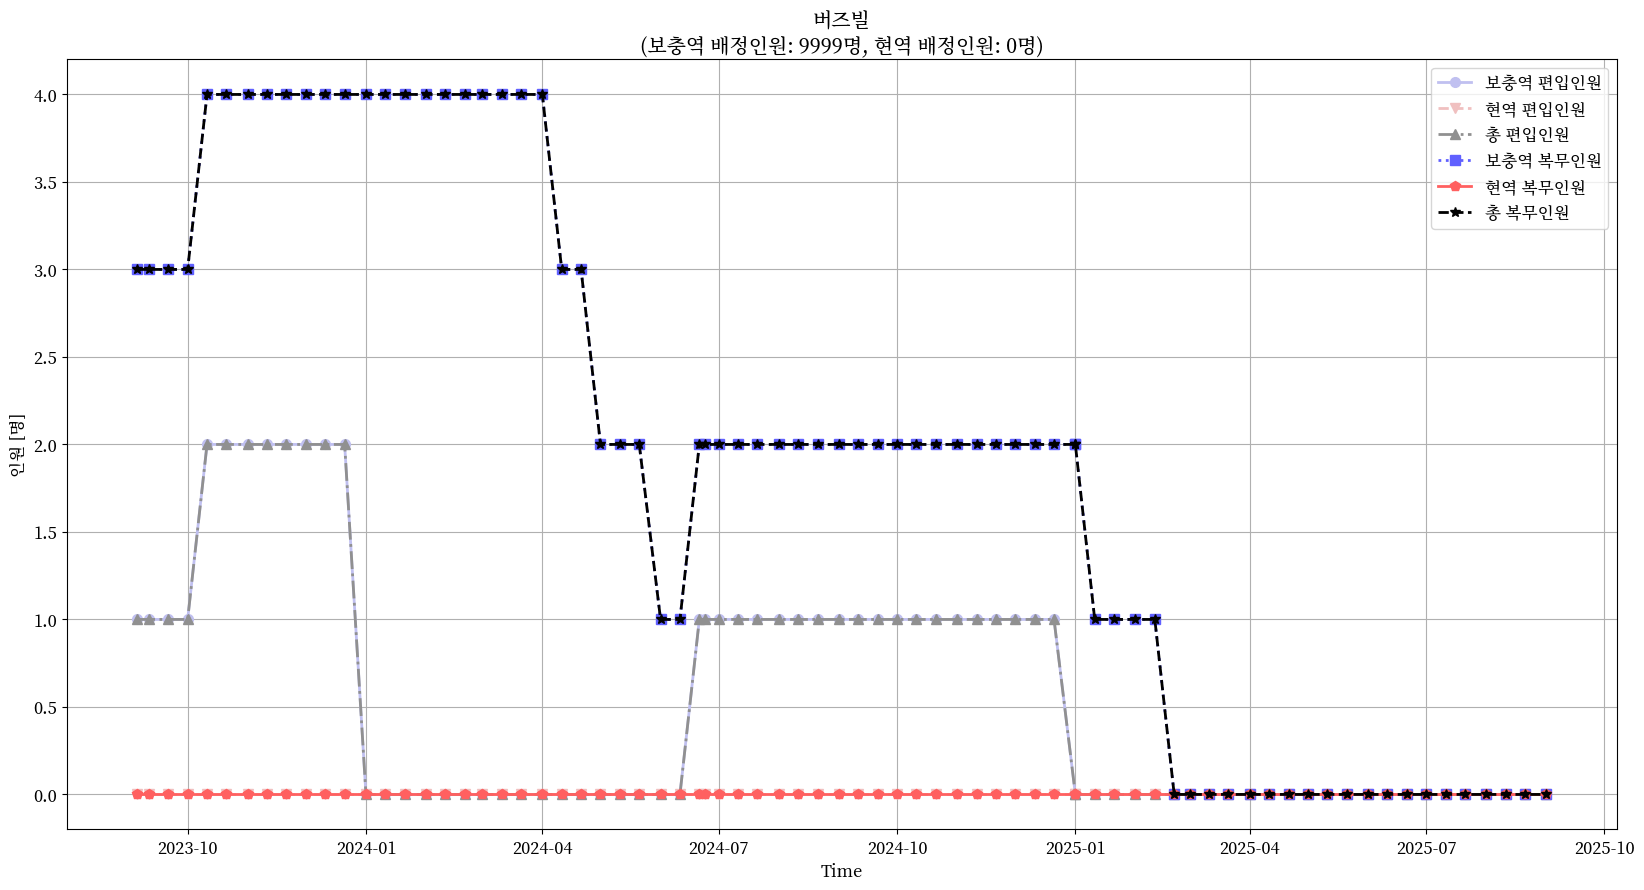 버즈빌
(보충역 배정인원: 9999명, 현역 배정인원: 0명)
보충역 편입인원
현역 편입인원
총 편입인원
보충역 복무인원
현역 복무인원
총 복무인원
인원 [명]
4.0
3.5
3.0
2.5
2.0
1.5
1.0
0.5
0.0
2023-10
2024-01
2024-04
2024-07
2024-10
2025-01
2025-04
2025-07
2025-10
Time